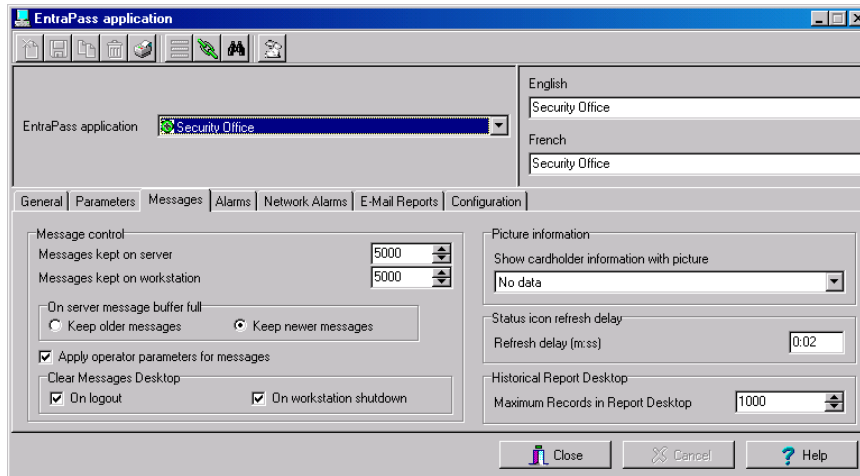 EntraPass application
English
Security Office
EntraPass application Security Office
French
Security Office
General Parameters Messages Alarms Network Alarms E-Mail Reports Configuration
Message control
Messages kept on server 5000
Messages kept on workstation 5000
On server message buffer full
Keep older messages Keep newer messages
Apply operator parameters for messages
Clear Messages Desktop
On logout On workstation shutdown
Picture information
Show cardholder information with picture
No data
Status icon refresh delay
Refresh delay (m:ss) 0:02
Historical Report Desktop
Maximum Records in Report Desktop 1000
Close Cancel Help